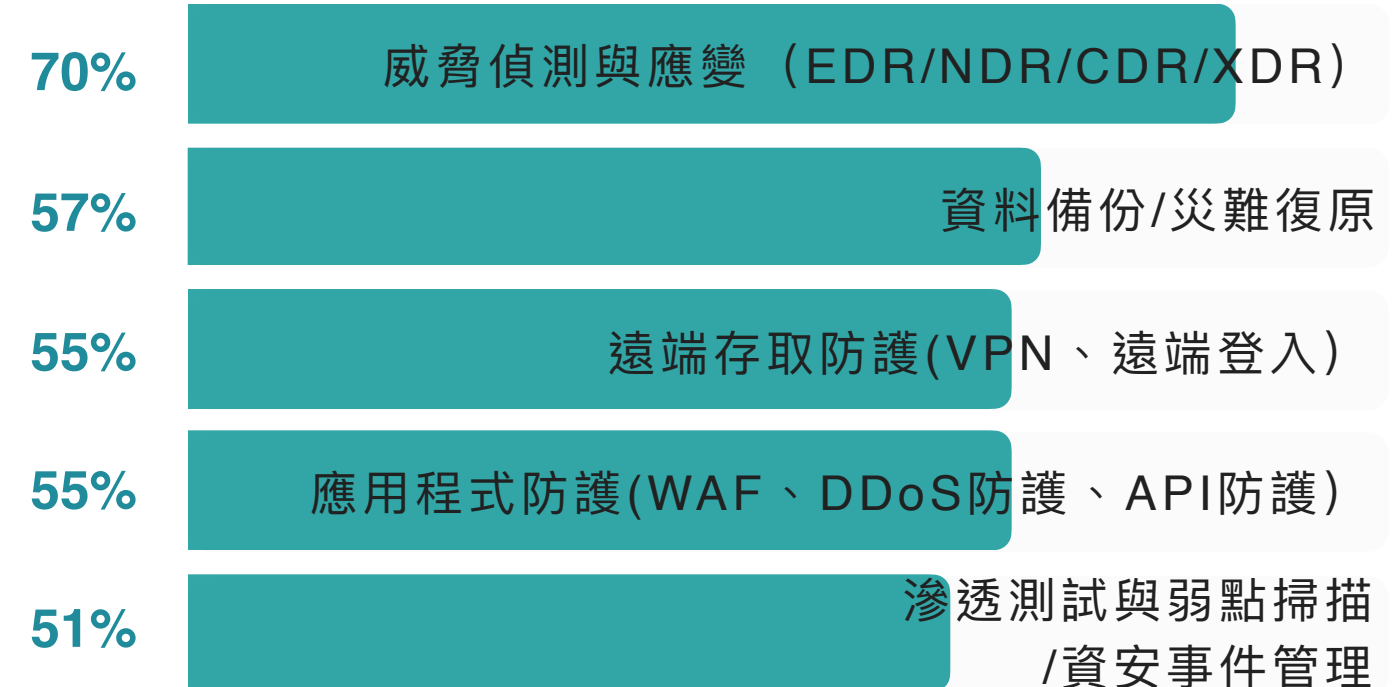 70%
威脅偵測與應變（EDR/NDR/CDR/XDR）
57%
資料備份/災難復原
55%
遠端存取防護(VPN、遠端登入）
55%
應用程式防護(WAF、DDoS防護、API防護）
51%
滲透測試與弱點掃描
/資安事件管理